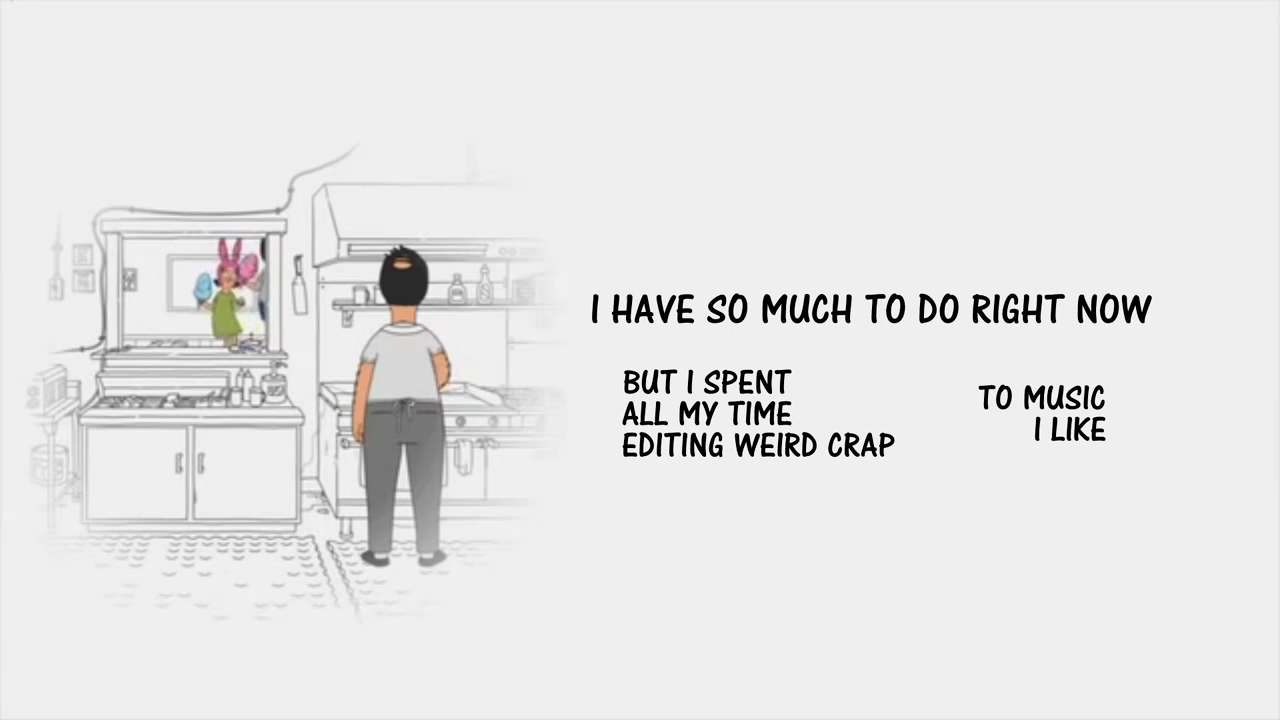 I HAVE SO MUCH TO DO RIGHT NOW
BUT I SPENT
ALL MY TIME
EDITING WEIRD CRAP
TO MUSIC
I LIKE